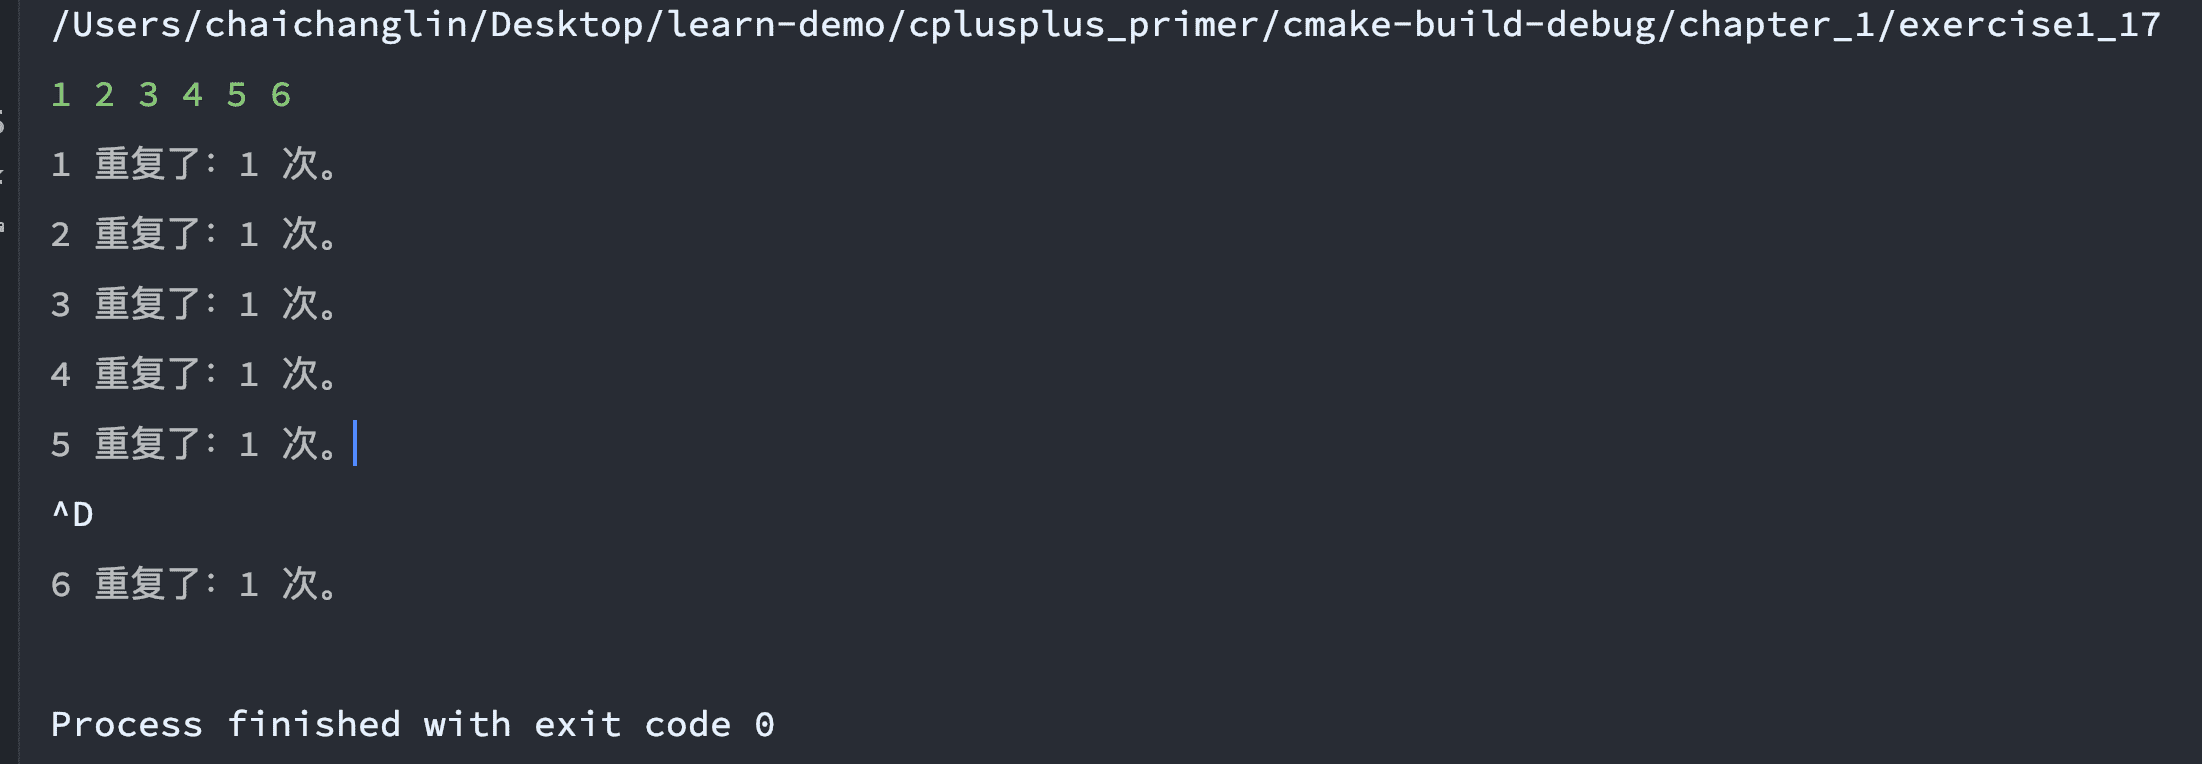 /Users/chaichanglin/Desktop/learn-demo/cplusplus_primer/cmake-build-debug/chapter_1/exercise1_17
1 2 3 4 5 6
1 重复了：1 次。
2 重复了：1 次。
3 重复了：1 次。
4 重复了：1 次。
5 重复了：1 次。
^D
6 重复了：1 次。
Process finished with exit code 0